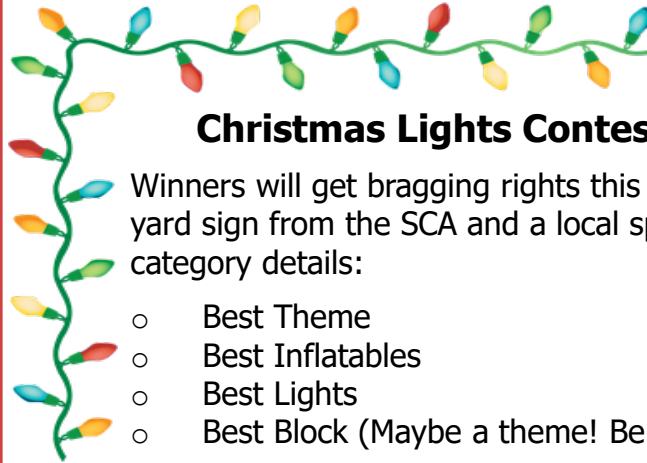 Christmas Lights Contes
Winners will get bragging rights this
yard sign from the SCA and a local sp
category details:
o Best Theme
o Best Inflatables
o Best Lights
o Best Block (Maybe a theme! Be